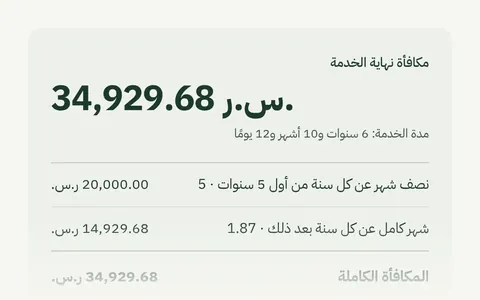 مكافأة نهاية الخدمة
34,929.68 ر.س.
مدة الخدمة: 6 سنوات و10 أشهر و12 يومًا
نصف شهر عن كل سنة من أول 5 سنوات · 5 20,000.00 ر.س.
شهر كامل عن كل سنة بعد ذلك · 1.87 14,929.68 ر.س.
المكافأة الكاملة 34,929.68 ر.س.